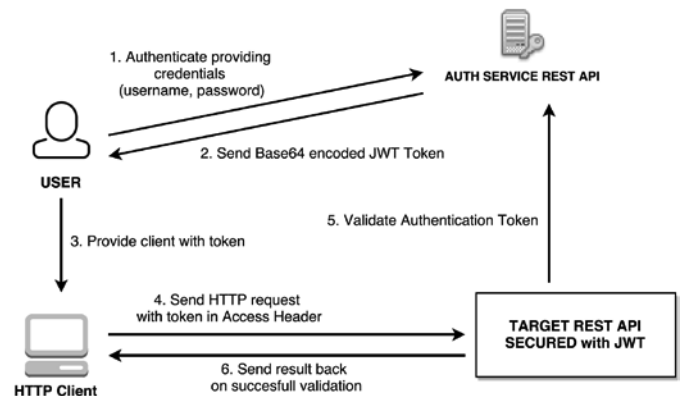 1. Authenticate providing
credentials
(username, password)
AUTH SERVICE REST API
2. Send Base64 encoded JWT Token
USER
5. Validate Authentication Token
3. Provide client with token
4. Send HTTP request
with token in Access Header
TARGET REST API
SECURED with JWT
6. Send result back
on succesfull validation
HTTP Client